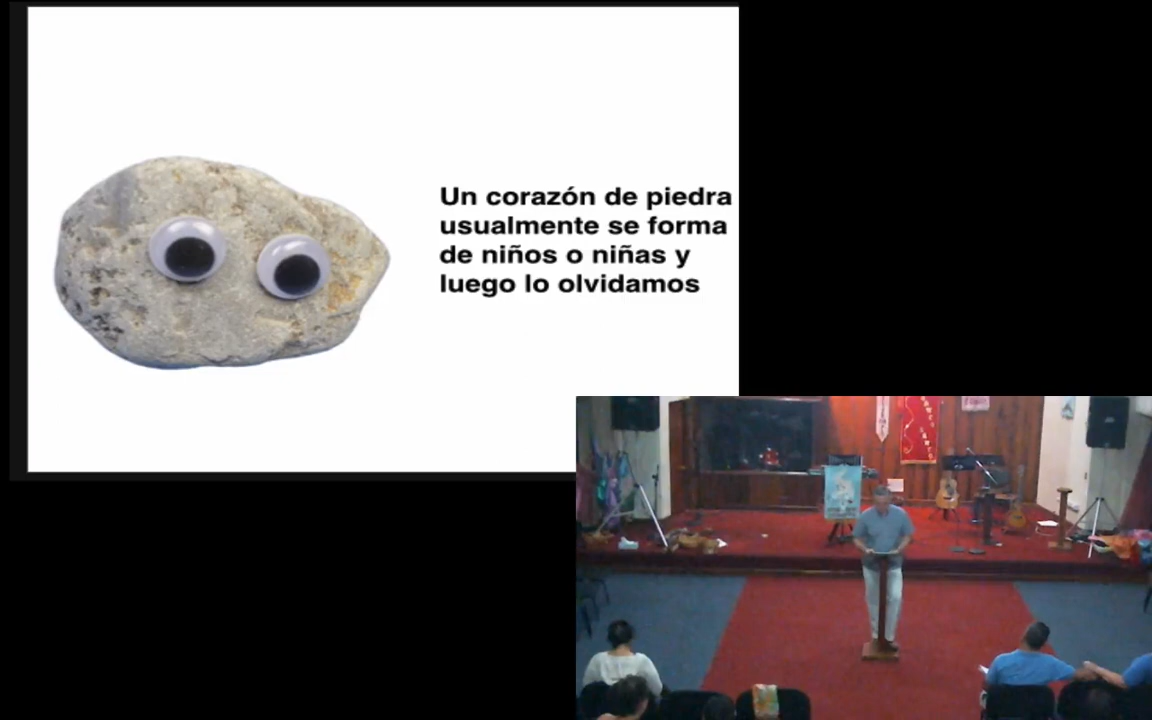 Un corazón de piedra
usualmente se forma
de niños o niñas y
luego lo olvidamos